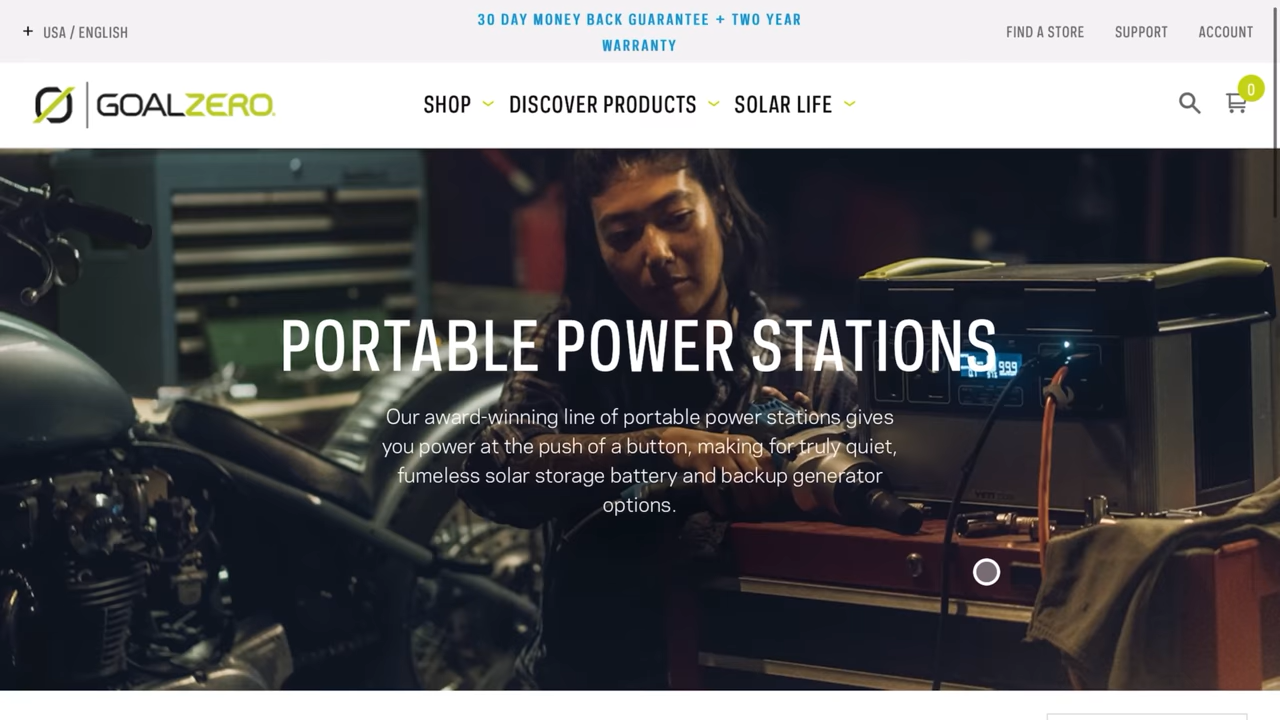 + USA / ENGLISH
30 DAY MONEY BACK GUARANTEE + TWO YEAR
WARRANTY
FIND A STORE SUPPORT ACCOUNT
GOALZERO.
SHOP DISCOVER PRODUCTS SOLAR LIFE
0
PORTABLE POWER STATIONS
Our award-winning line of portable power stations gives
you power at the push of a button, making for truly quiet,
fumeless solar storage battery and backup generator
options.
999
YETI